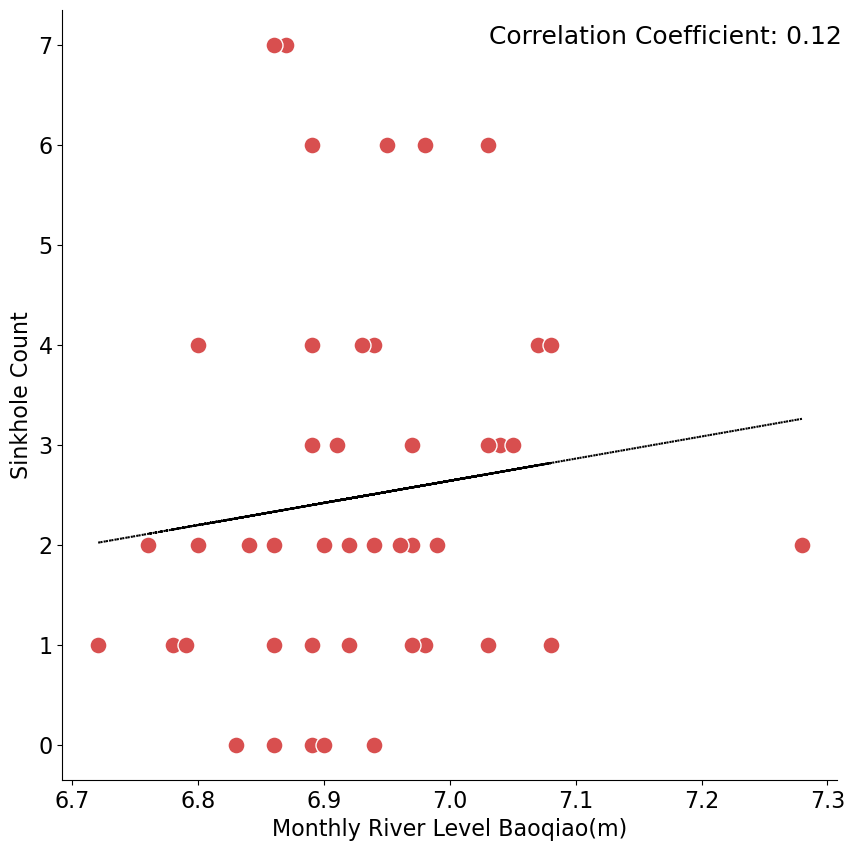 Correlation Coefficient: 0.12
7
6
5
4
3
2
1
0
Sinkhole Count
6.7 6.8 6.9 7.0 7.1 7.2 7.3
Monthly River Level Baoqiao(m)